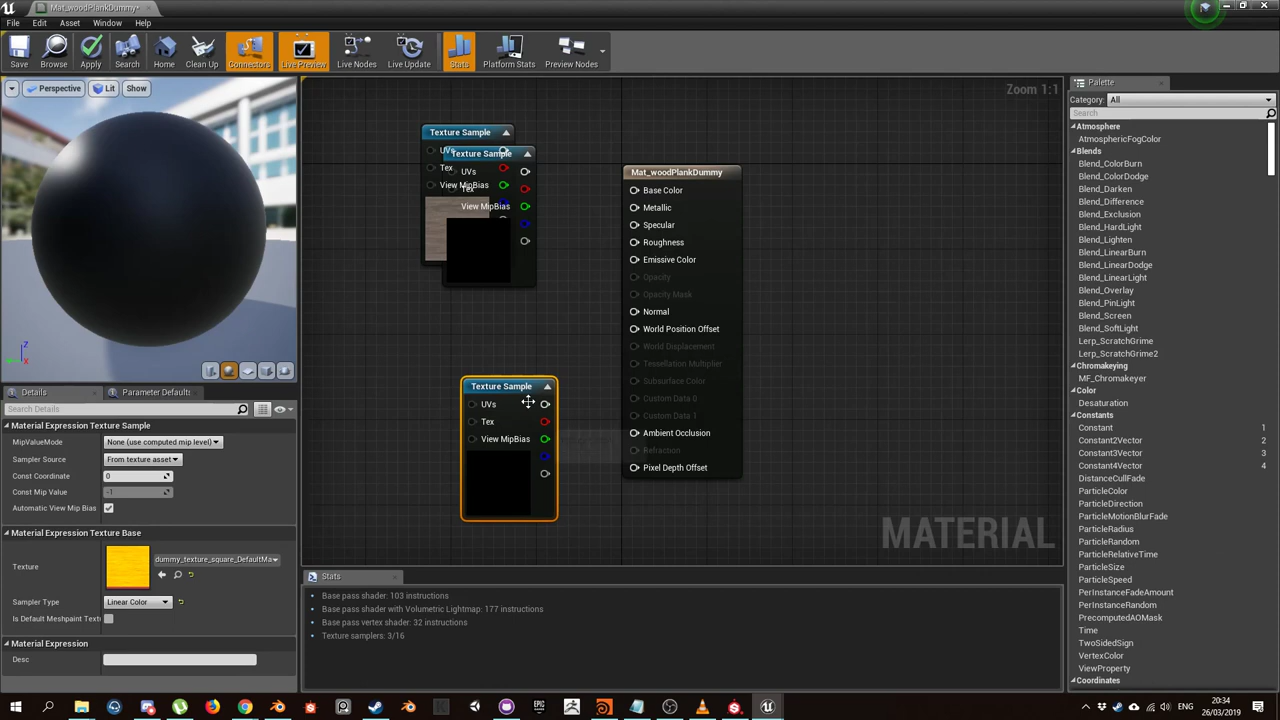 Mat_woodPlankDummy*
File Edit Asset Window Help
Save Browse Apply Search Home Clean Up Connectors Live Preview Live Nodes Live Update Stats Platform Stats Preview Nodes
Perspective Lit Show
Zoom 1:1
Texture Sample
UVs
Tex
View MipBias
Texture Sample
UVs
Tex
View MipBias
Mat_woodPlankDummy
Base Color
Metallic
Specular
Roughness
Emissive Color
Opacity
Opacity Mask
Normal
World Position Offset
World Displacement
Tessellation Multiplier
Subsurface Color
Custom Data 0
Custom Data 1
Ambient Occlusion
Refraction
Pixel Depth Offset
Texture Sample
UVs
Tex
View MipBias
MATERIAL
Z
X
Details Parameter Defaults
Search Details
Material Expression Texture Sample
MipValueMode None (use computed mip level)
Sampler Source From texture asset
Const Coordinate 0
Const Mip Value -1
Automatic View Mip Bias
Material Expression Texture Base
Texture dummy_texture_square_DefaultMa
Sampler Type Linear Color
Is Default Meshpaint Textu
Material Expression
Desc
Stats
Base pass shader: 103 instructions
Base pass shader with Volumetric Lightmap: 177 instructions
Base pass vertex shader: 32 instructions
Texture samplers: 3/16
Palette
Category: All
Search
Atmosphere
AtmosphericFogColor
Blends
Blend_ColorBurn
Blend_ColorDodge
Blend_Darken
Blend_Difference
Blend_Exclusion
Blend_HardLight
Blend_Lighten
Blend_LinearBurn
Blend_LinearDodge
Blend_LinearLight
Blend_Overlay
Blend_PinLight
Blend_Screen
Blend_SoftLight
Lerp_ScratchGrime
Lerp_ScratchGrime2
Chromakeying
MF_Chromakeyer
Color
Desaturation
Constants
Constant 1
Constant2Vector 2
Constant3Vector 3
Constant4Vector 4
DistanceCullFade
ParticleColor
ParticleDirection
ParticleMotionBlurFade
ParticleRadius
ParticleRandom
ParticleRelativeTime
ParticleSize
ParticleSpeed
PerInstanceFadeAmount
PerInstanceRandom
PrecomputedAOMask
Time
TwoSidedSign
VertexColor
ViewProperty
Coordinates
EPIC
GAMES
20:34
26/03/2019